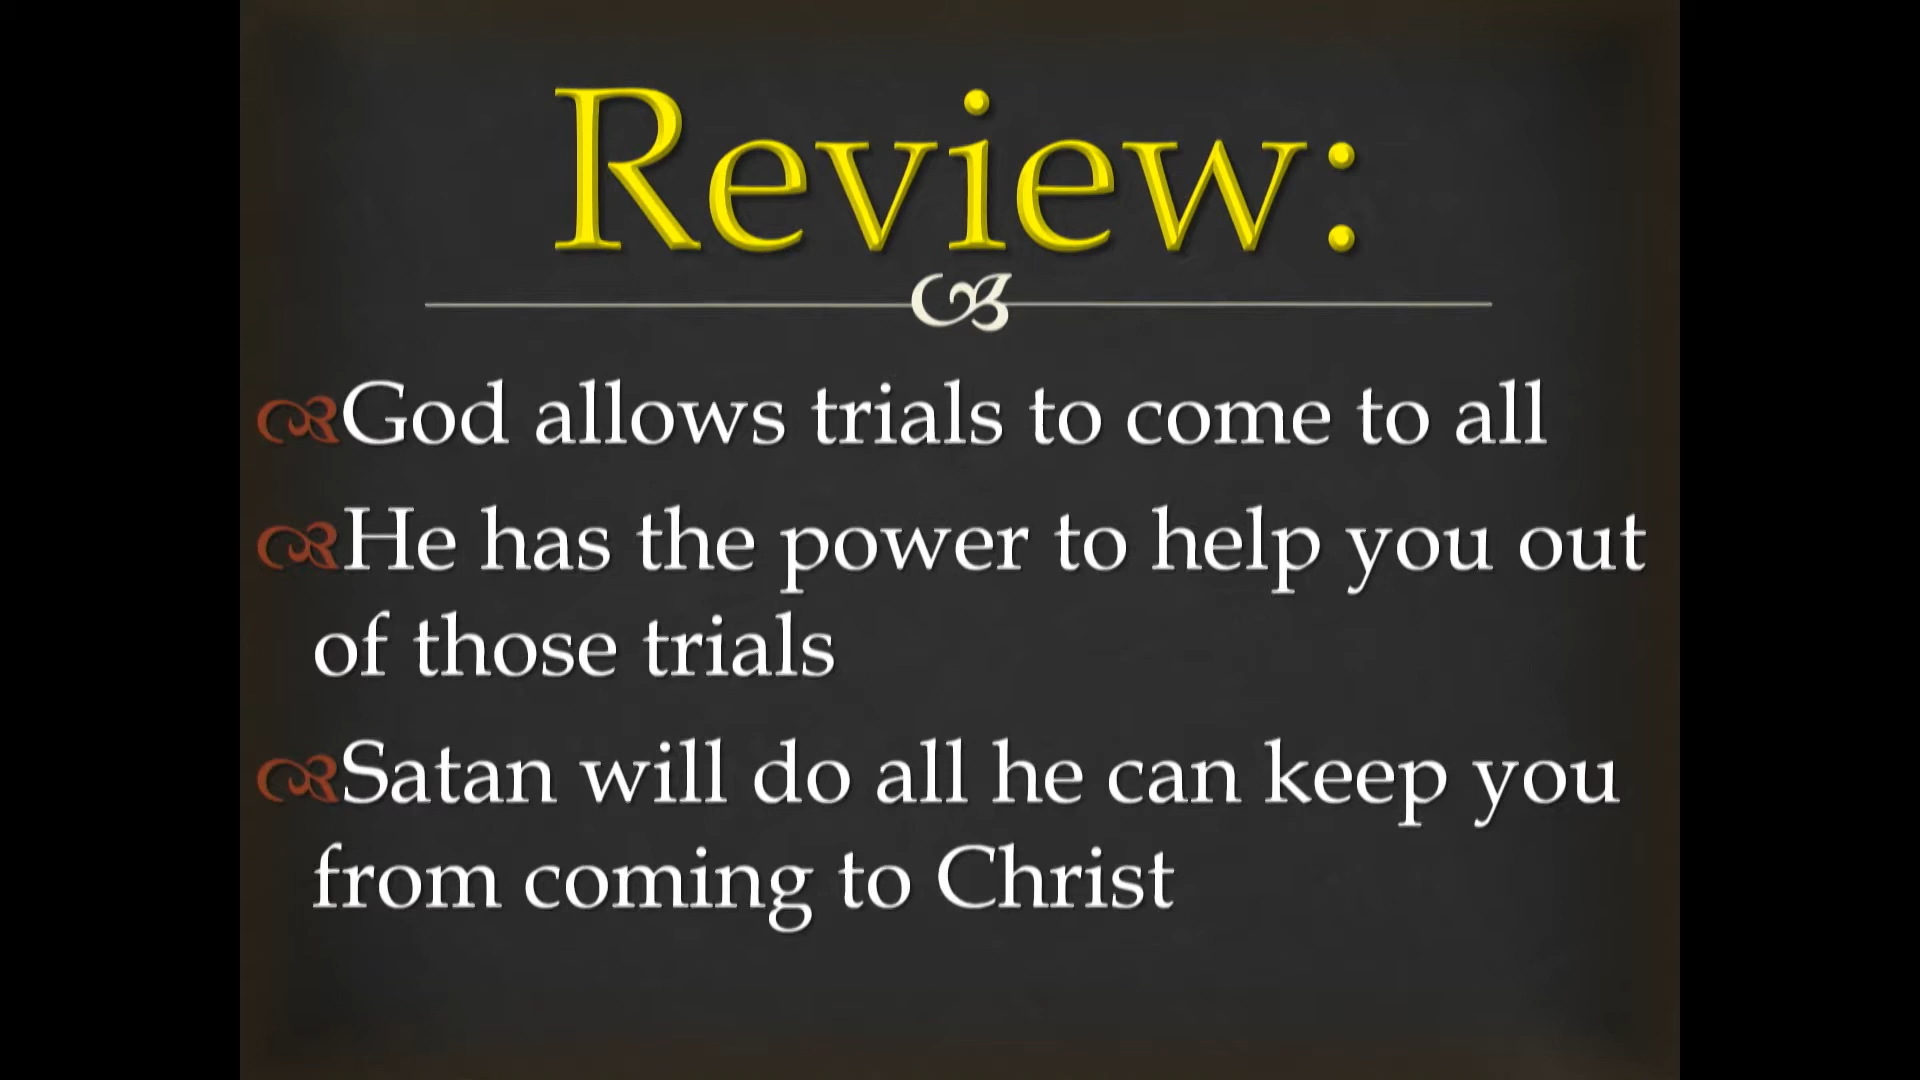 Review:
God allows trials to come to all
He has the power to help you out
of those trials
Satan will do all he can keep you
from coming to Christ